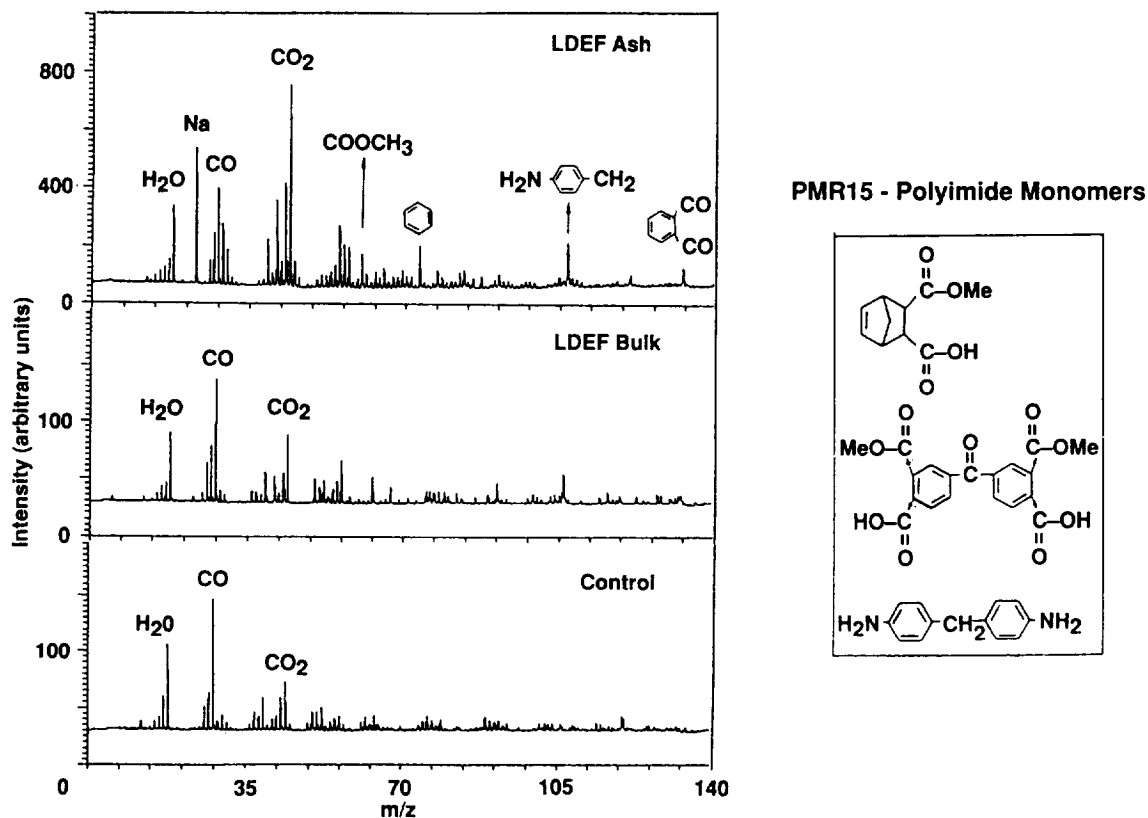 LDEF Ash
800
CO2
Na
COOCH3
H2O
CO
400
H2N
CH2
CO
CO
0
LDEF Bulk
CO
H2O
CO2
100
0
Control
CO
H20
CO2
100
0
35
70
105
140
m/z
Intensity (arbitrary units)
PMR15 - Polyimide Monomers
O
C
OMe
C
OH
O
O
O
MeO
C
O
C
OMe
C
HO
C
C
OH
O
O
H2N
CH2
NH2